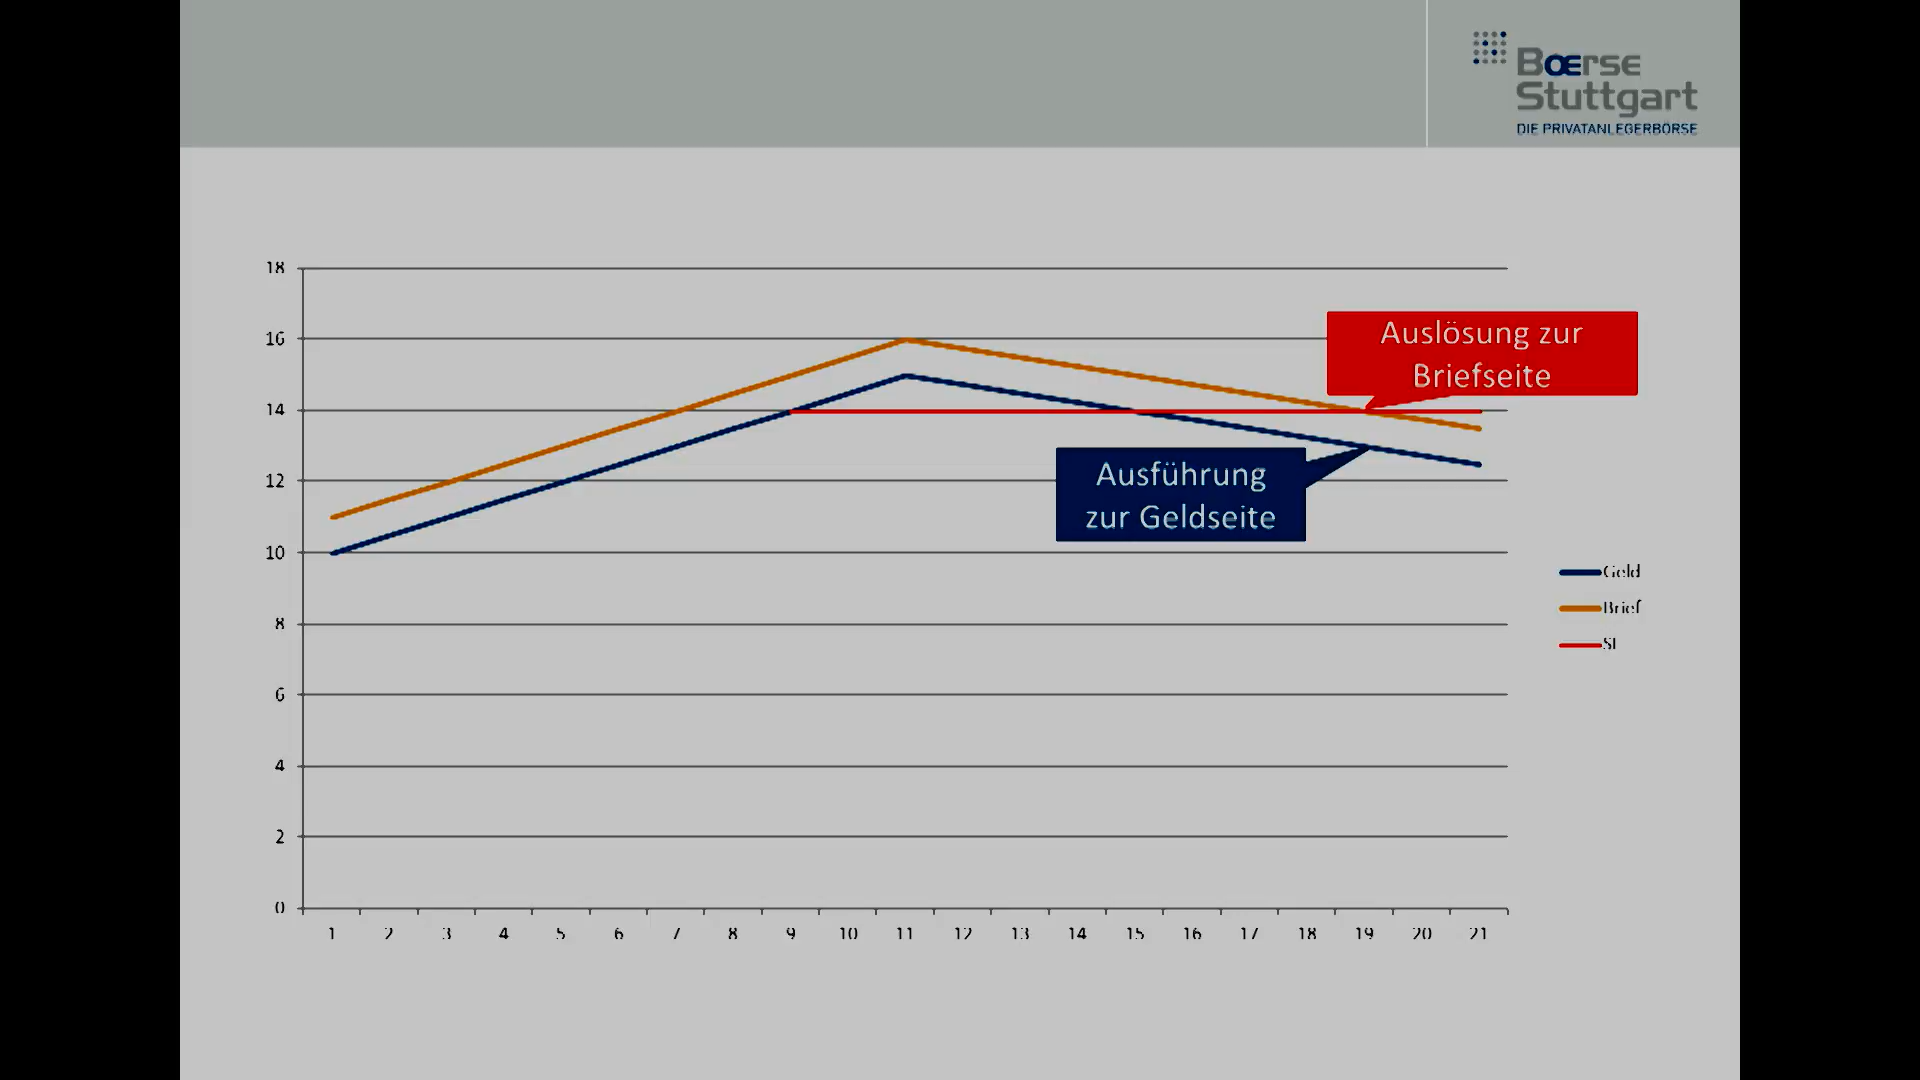 Boerse
Stuttgart
DIE PRIVATANLEGERBÖRSE
18
16
14
12
10
8
6
4
2
0
Auslösung zur
Briefseite
Ausführung
zur Geldseite
Geld
Brief
SL
1 2 3 4 5 6 7 8 9 10 11 12 13 14 15 16 17 18 19 20 21